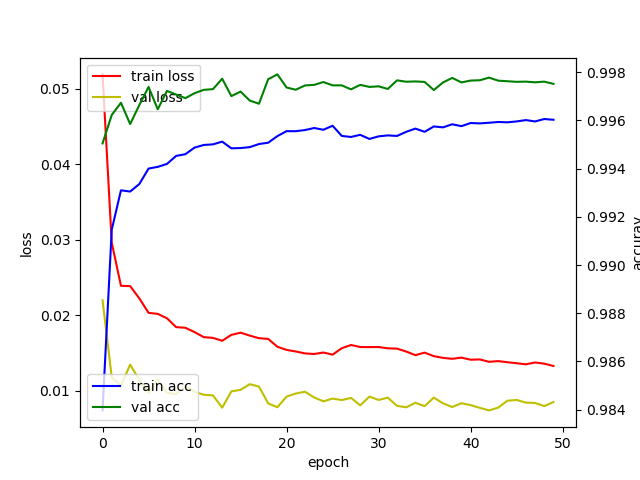 train loss
val loss
train acc
val acc
0.05
0.04
0.03
0.02
0.01
loss
0.998
0.996
0.994
0.992
0.990
0.988
0.986
0.984
accuray
0
10
20
30
40
50
epoch